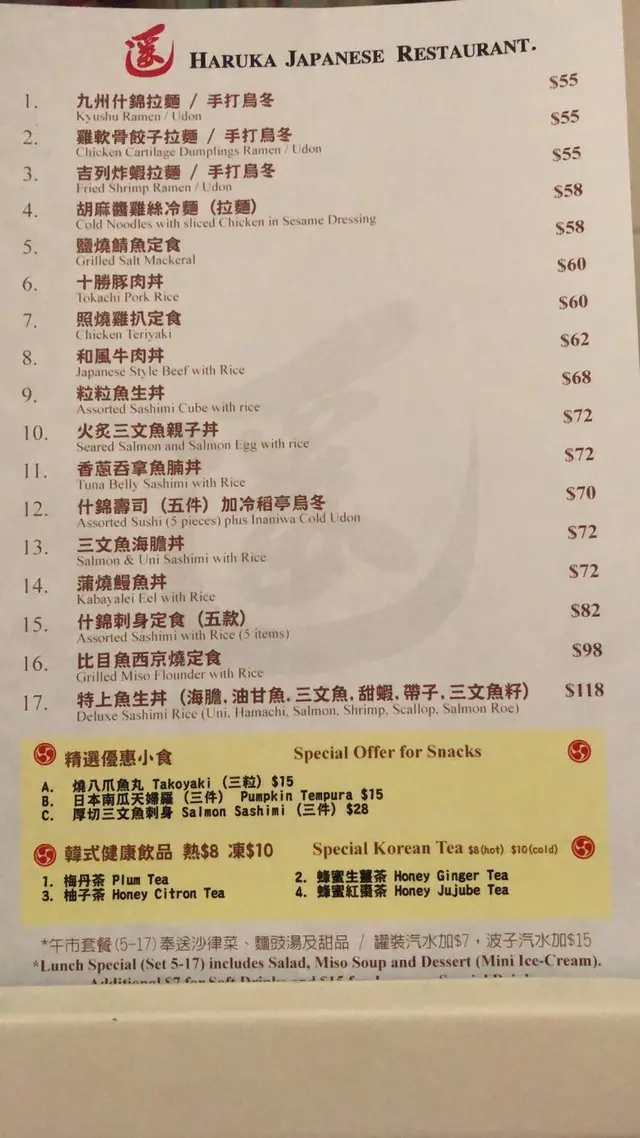 HARUKA JAPANESE RESTAURANT.
1. 九州什錦拉麵 / 手打烏冬 $55
Kyushu Ramen / Udon
2. 雞軟骨餃子拉麵 / 手打烏冬 $55
Chicken Cartilage Dumplings Ramen / Udon
3. 吉列炸蝦拉麵 / 手打烏冬 $55
Fried Shrimp Ramen / Udon
4. 胡麻醬雞絲冷麵 (拉麵) $58
Cold Noodles with sliced Chicken in Sesame Dressing
5. 鹽燒鯖魚定食 $58
Grilled Salt Mackeral
6. 十勝豚肉丼 $60
Tokachi Pork Rice
7. 照燒雞扒定食 $60
Chicken Teriyaki
8. 和風牛肉丼 $62
Japanese Style Beef with Rice
9. 粒粒魚生丼 $68
Assorted Sashimi Cube with rice
10. 火炙三文魚親子丼 $72
Seared Salmon and Salmon Egg with rice
11. 香蔥吞拿魚腩丼 $72
Tuna Belly Sashimi with Rice
12. 什錦壽司 (五件) 加冷稻亭烏冬 $70
Assorted Sushi (5 pieces) plus Inaniwa Cold Udon
13. 三文魚海膽丼 $72
Salmon & Uni Sashimi with Rice
14. 蒲燒鰻魚丼 $72
Kabayalei Eel with Rice
15. 什錦刺身定食 (五款) $82
Assorted Sashimi with Rice (5 items)
16. 比目魚西京燒定食 $98
Grilled Miso Flounder with Rice
17. 特上魚生丼 (海膽.油甘魚.三文魚.甜蝦.帶子.三文魚籽) $118
Deluxe Sashimi Rice (Uni, Hamachi, Salmon, Shrimp, Scallop, Salmon Roe)
精選優惠小食 Special Offer for Snacks
A. 燒八爪魚丸 Takoyaki (三粒) $15
B. 日本南瓜天婦羅 (三件) Pumpkin Tempura $15
C. 厚切三文魚刺身 Salmon Sashimi (三件) $28
韓式健康飲品 熱$8 凍$10 Special Korean Tea $8(hot) $10(cold)
1. 梅丹茶 Plum Tea 2. 蜂蜜生薑茶 Honey Ginger Tea
3. 柚子茶 Honey Citron Tea 4. 蜂蜜紅棗茶 Honey Jujube Tea
*午市套餐(5-17)奉送沙律菜、麵豉湯及甜品 / 罐裝汽水加$7，波子汽水加$15
*Lunch Special (Set 5-17) includes Salad, Miso Soup and Dessert (Mini Ice-Cream).
Additional $7 for Soft Drinks and $15 for